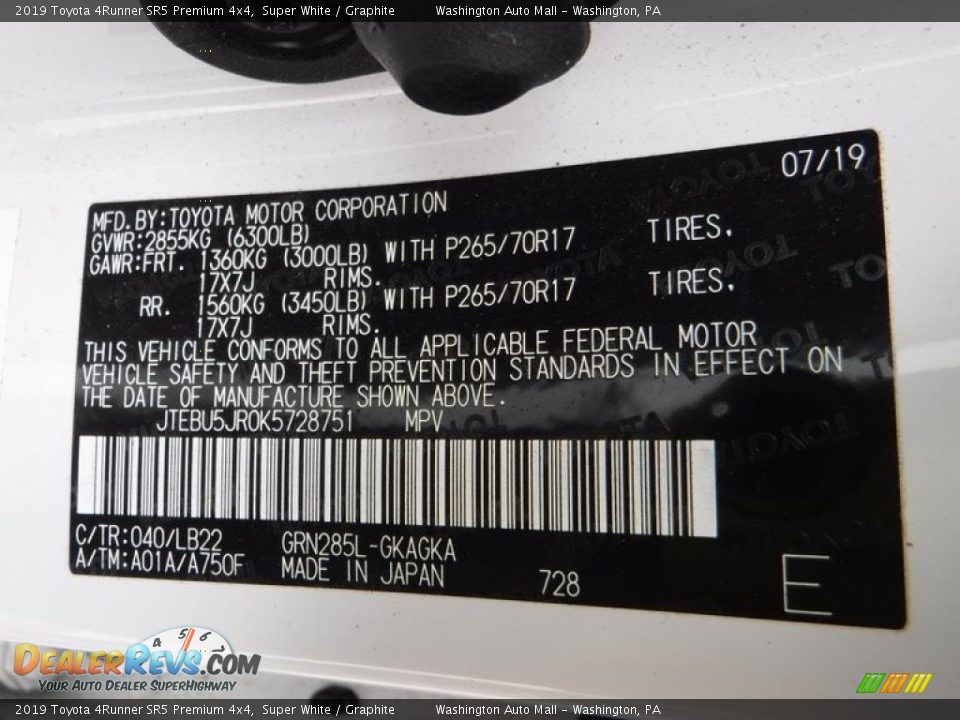 2019 Toyota 4Runner SR5 Premium 4x4, Super White / Graphite Washington Auto Mall - Washington, PA
07/19
MFD. BY: TOYOTA MOTOR CORPORATION
GVWR: 2855KG (6300LB)
GAWR: FRT. 1360KG (3000LB) WITH P265/70R17 TIRES.
17X7J RIMS.
RR. 1560KG (3450LB) WITH P265/70R17 TIRES.
17X7J RIMS.
THIS VEHICLE CONFORMS TO ALL APPLICABLE FEDERAL MOTOR
VEHICLE SAFETY AND THEFT PREVENTION STANDARDS IN EFFECT ON
THE DATE OF MANUFACTURE SHOWN ABOVE.
JTEBU5JR0K5728751 MPV
C/TR: 040/LB22 GRN285L-GKAGKA
A/TM: A01A/A750F MADE IN JAPAN 728 E
4 5 6 7
DEALERREVS.COM
YOUR AUTO DEALER SUPERHIGHWAY
2019 Toyota 4Runner SR5 Premium 4x4, Super White / Graphite Washington Auto Mall - Washington, PA